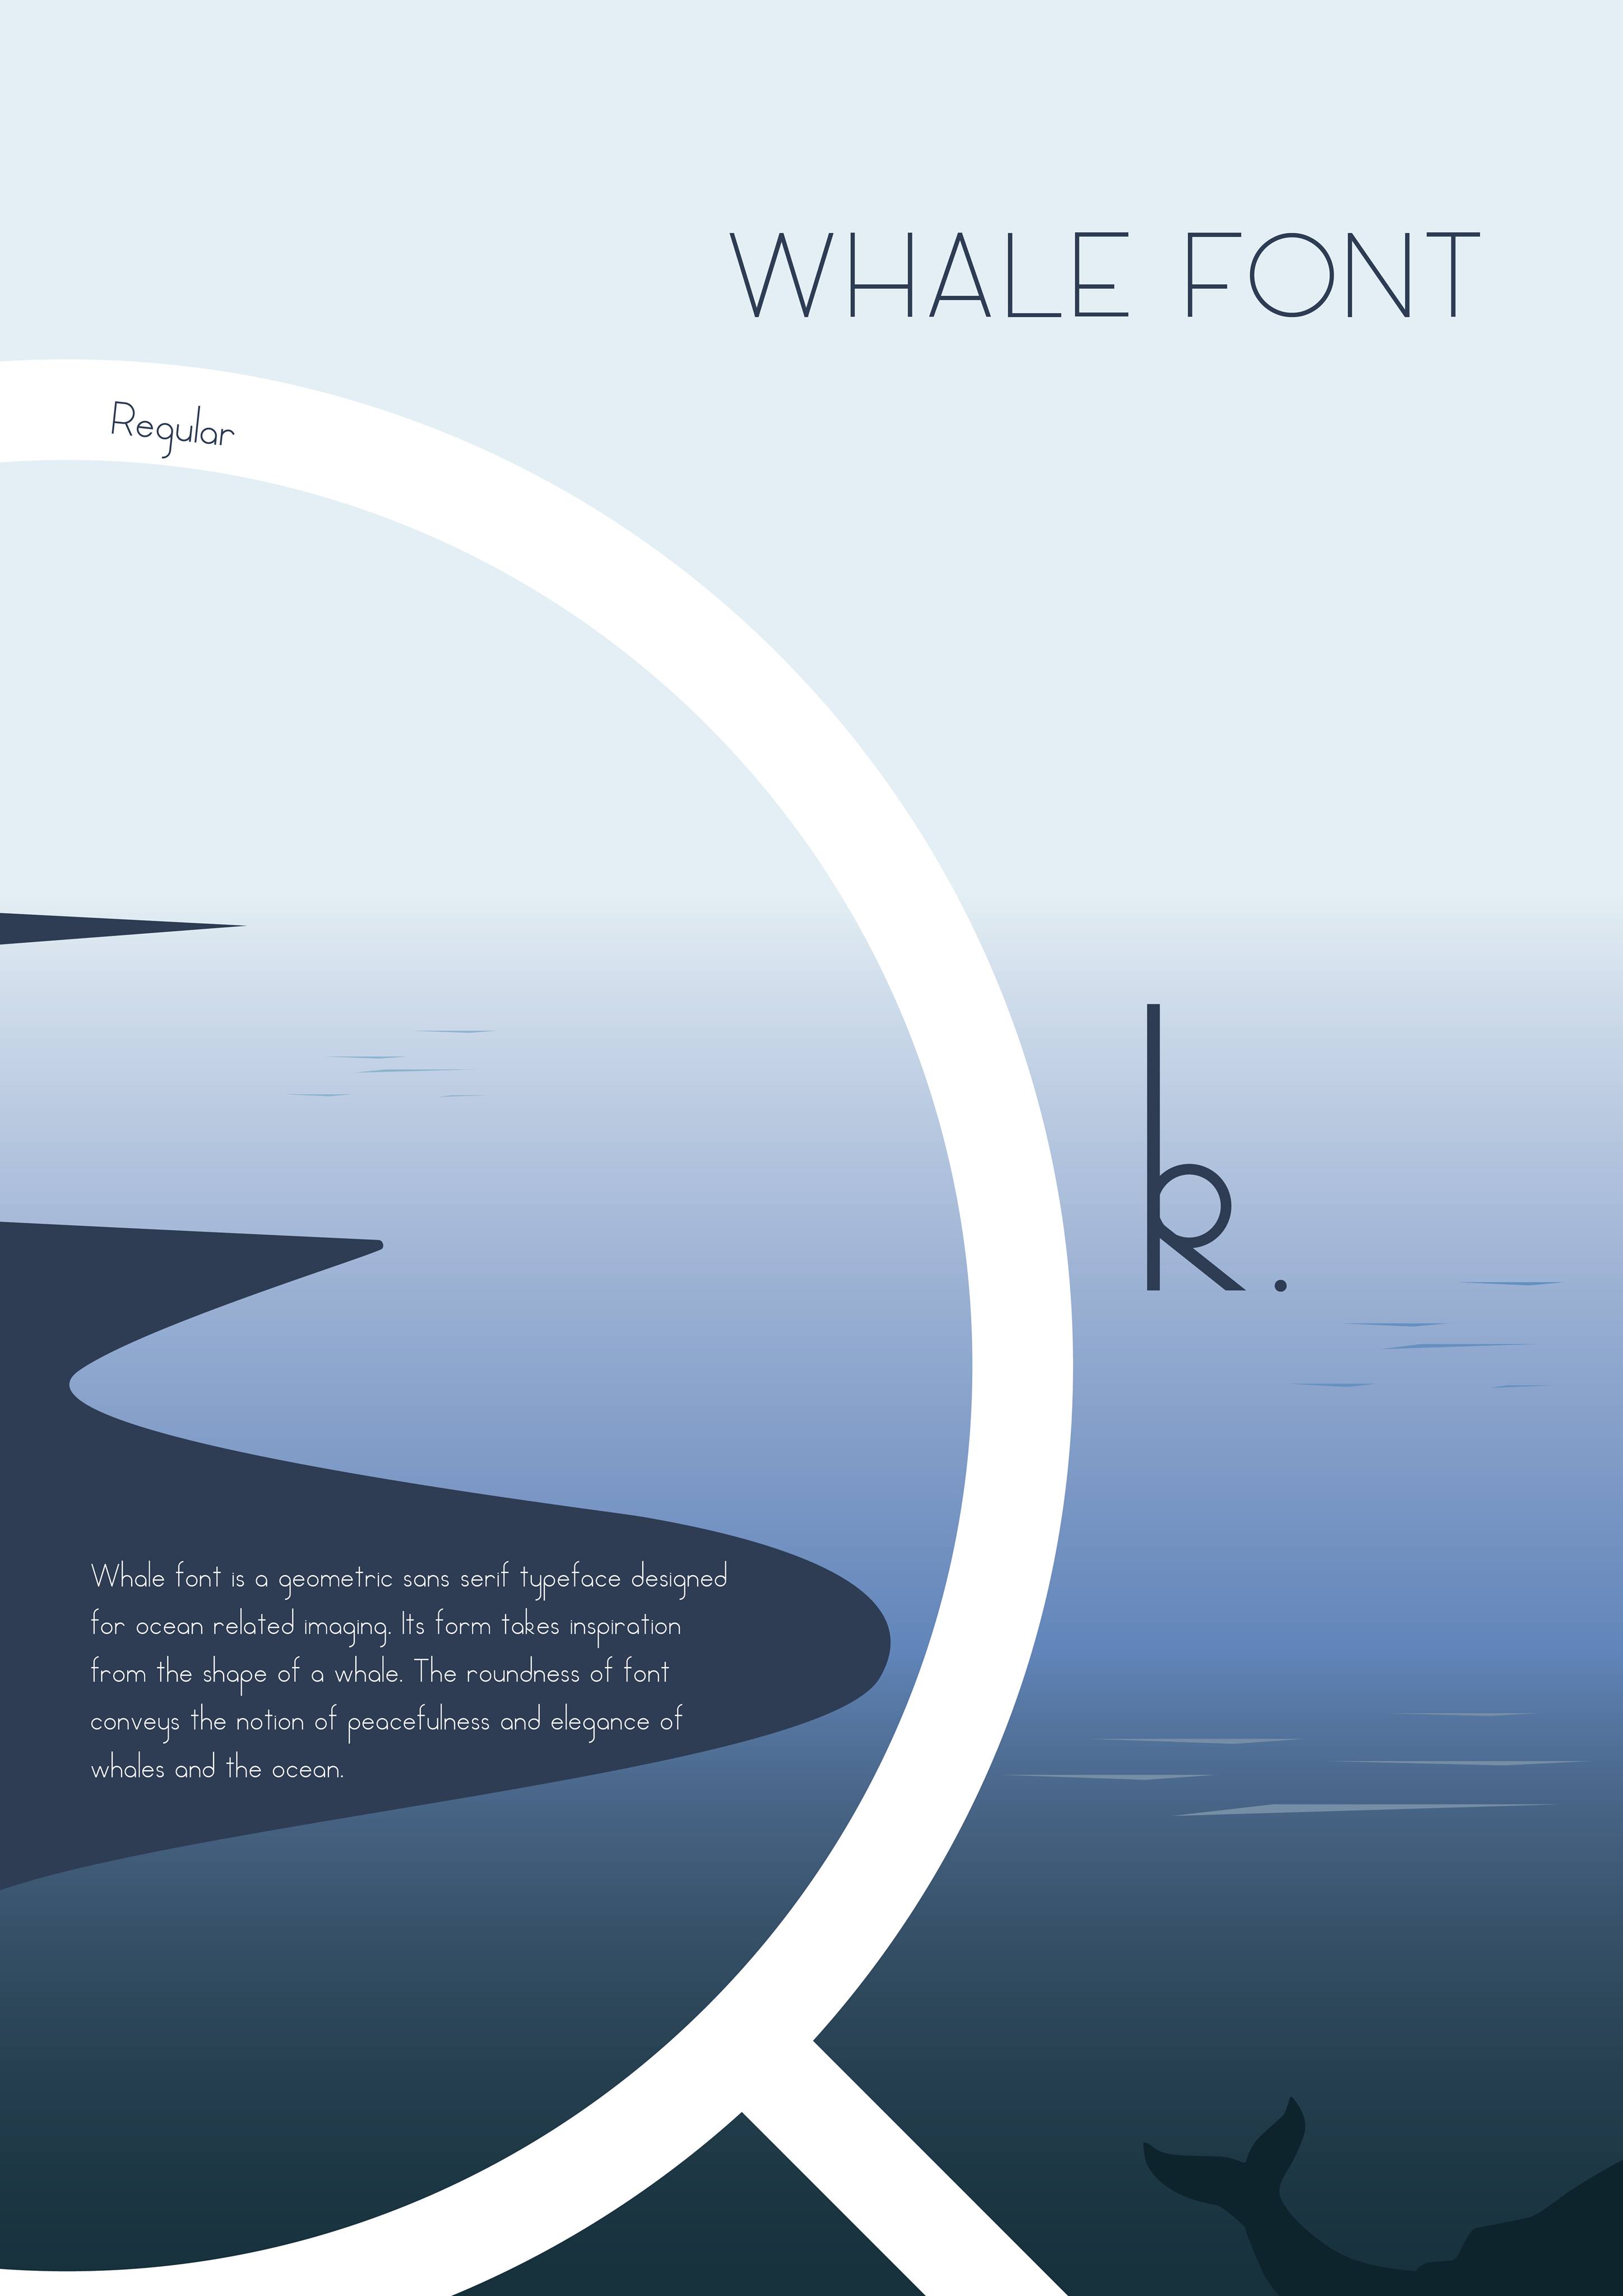 WHALE FONT
Regular
k.
Whale font is a geometric sans serif typeface designed
for ocean related imaging. Its form takes inspiration
from the shape of a whale. The roundness of font
conveys the notion of peacefulness and elegance of
whales and the ocean.